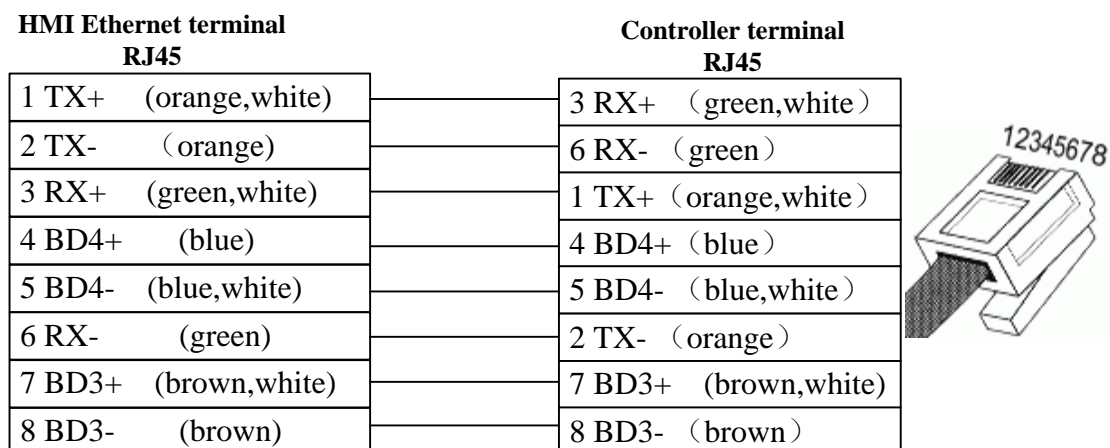 HMI Ethernet terminal
RJ45
1 TX+ (orange,white)
2 TX- （orange)
3 RX+ (green,white)
4 BD4+ (blue)
5 BD4- (blue,white)
6 RX- (green)
7 BD3+ (brown,white)
8 BD3- (brown)
Controller terminal
RJ45
3 RX+ （green,white）
6 RX- （green）
1 TX+（orange,white）
4 BD4+（blue）
5 BD4- （blue,white）
2 TX- （orange）
7 BD3+ (brown,white)
8 BD3- （brown）
12345678